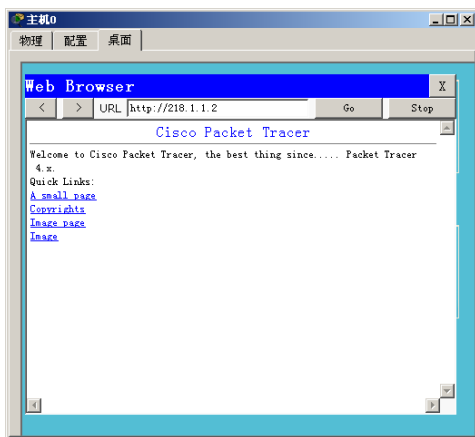 主机0
物理 配置 桌面
Web Browser X
< > URL http://218.1.1.2 Go Stop
Cisco Packet Tracer
Welcome to Cisco Packet Tracer, the best thing since..... Packet Tracer
4.x.
Quick Links:
A small page
Copyrights
Image page
Image